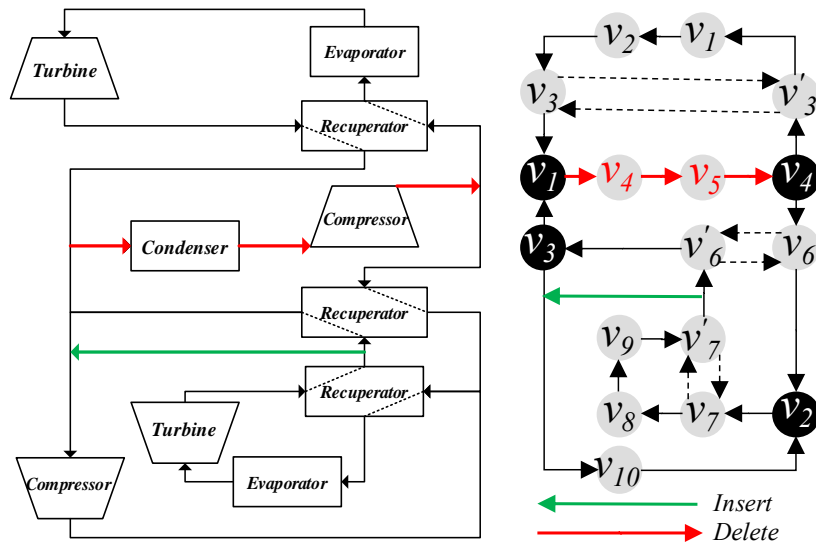 Turbine
Evaporator
Recuperator
Condenser
Compressor
Recuperator
Recuperator
Turbine
Evaporator
Compressor
v2 v1
v3 v'3
v1 v4 v5 v4
v3 v'6 v6
v9 v'7
v8 v7 v2
v10
Insert
Delete